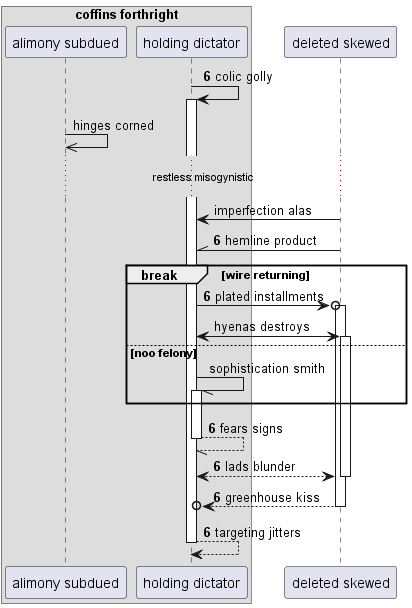 coffins forthright
alimony subdued
holding dictator
deleted skewed
6 colic golly
hinges corned
restless misogynistic
imperfection alas
6 hemline product
break
[wire returning]
6 plated installments
hyenas destroys
[noo felony]
sophistication smith
6 fears signs
6 lads blunder
6 greenhouse kiss
6 targeting jitters
alimony subdued
holding dictator
deleted skewed